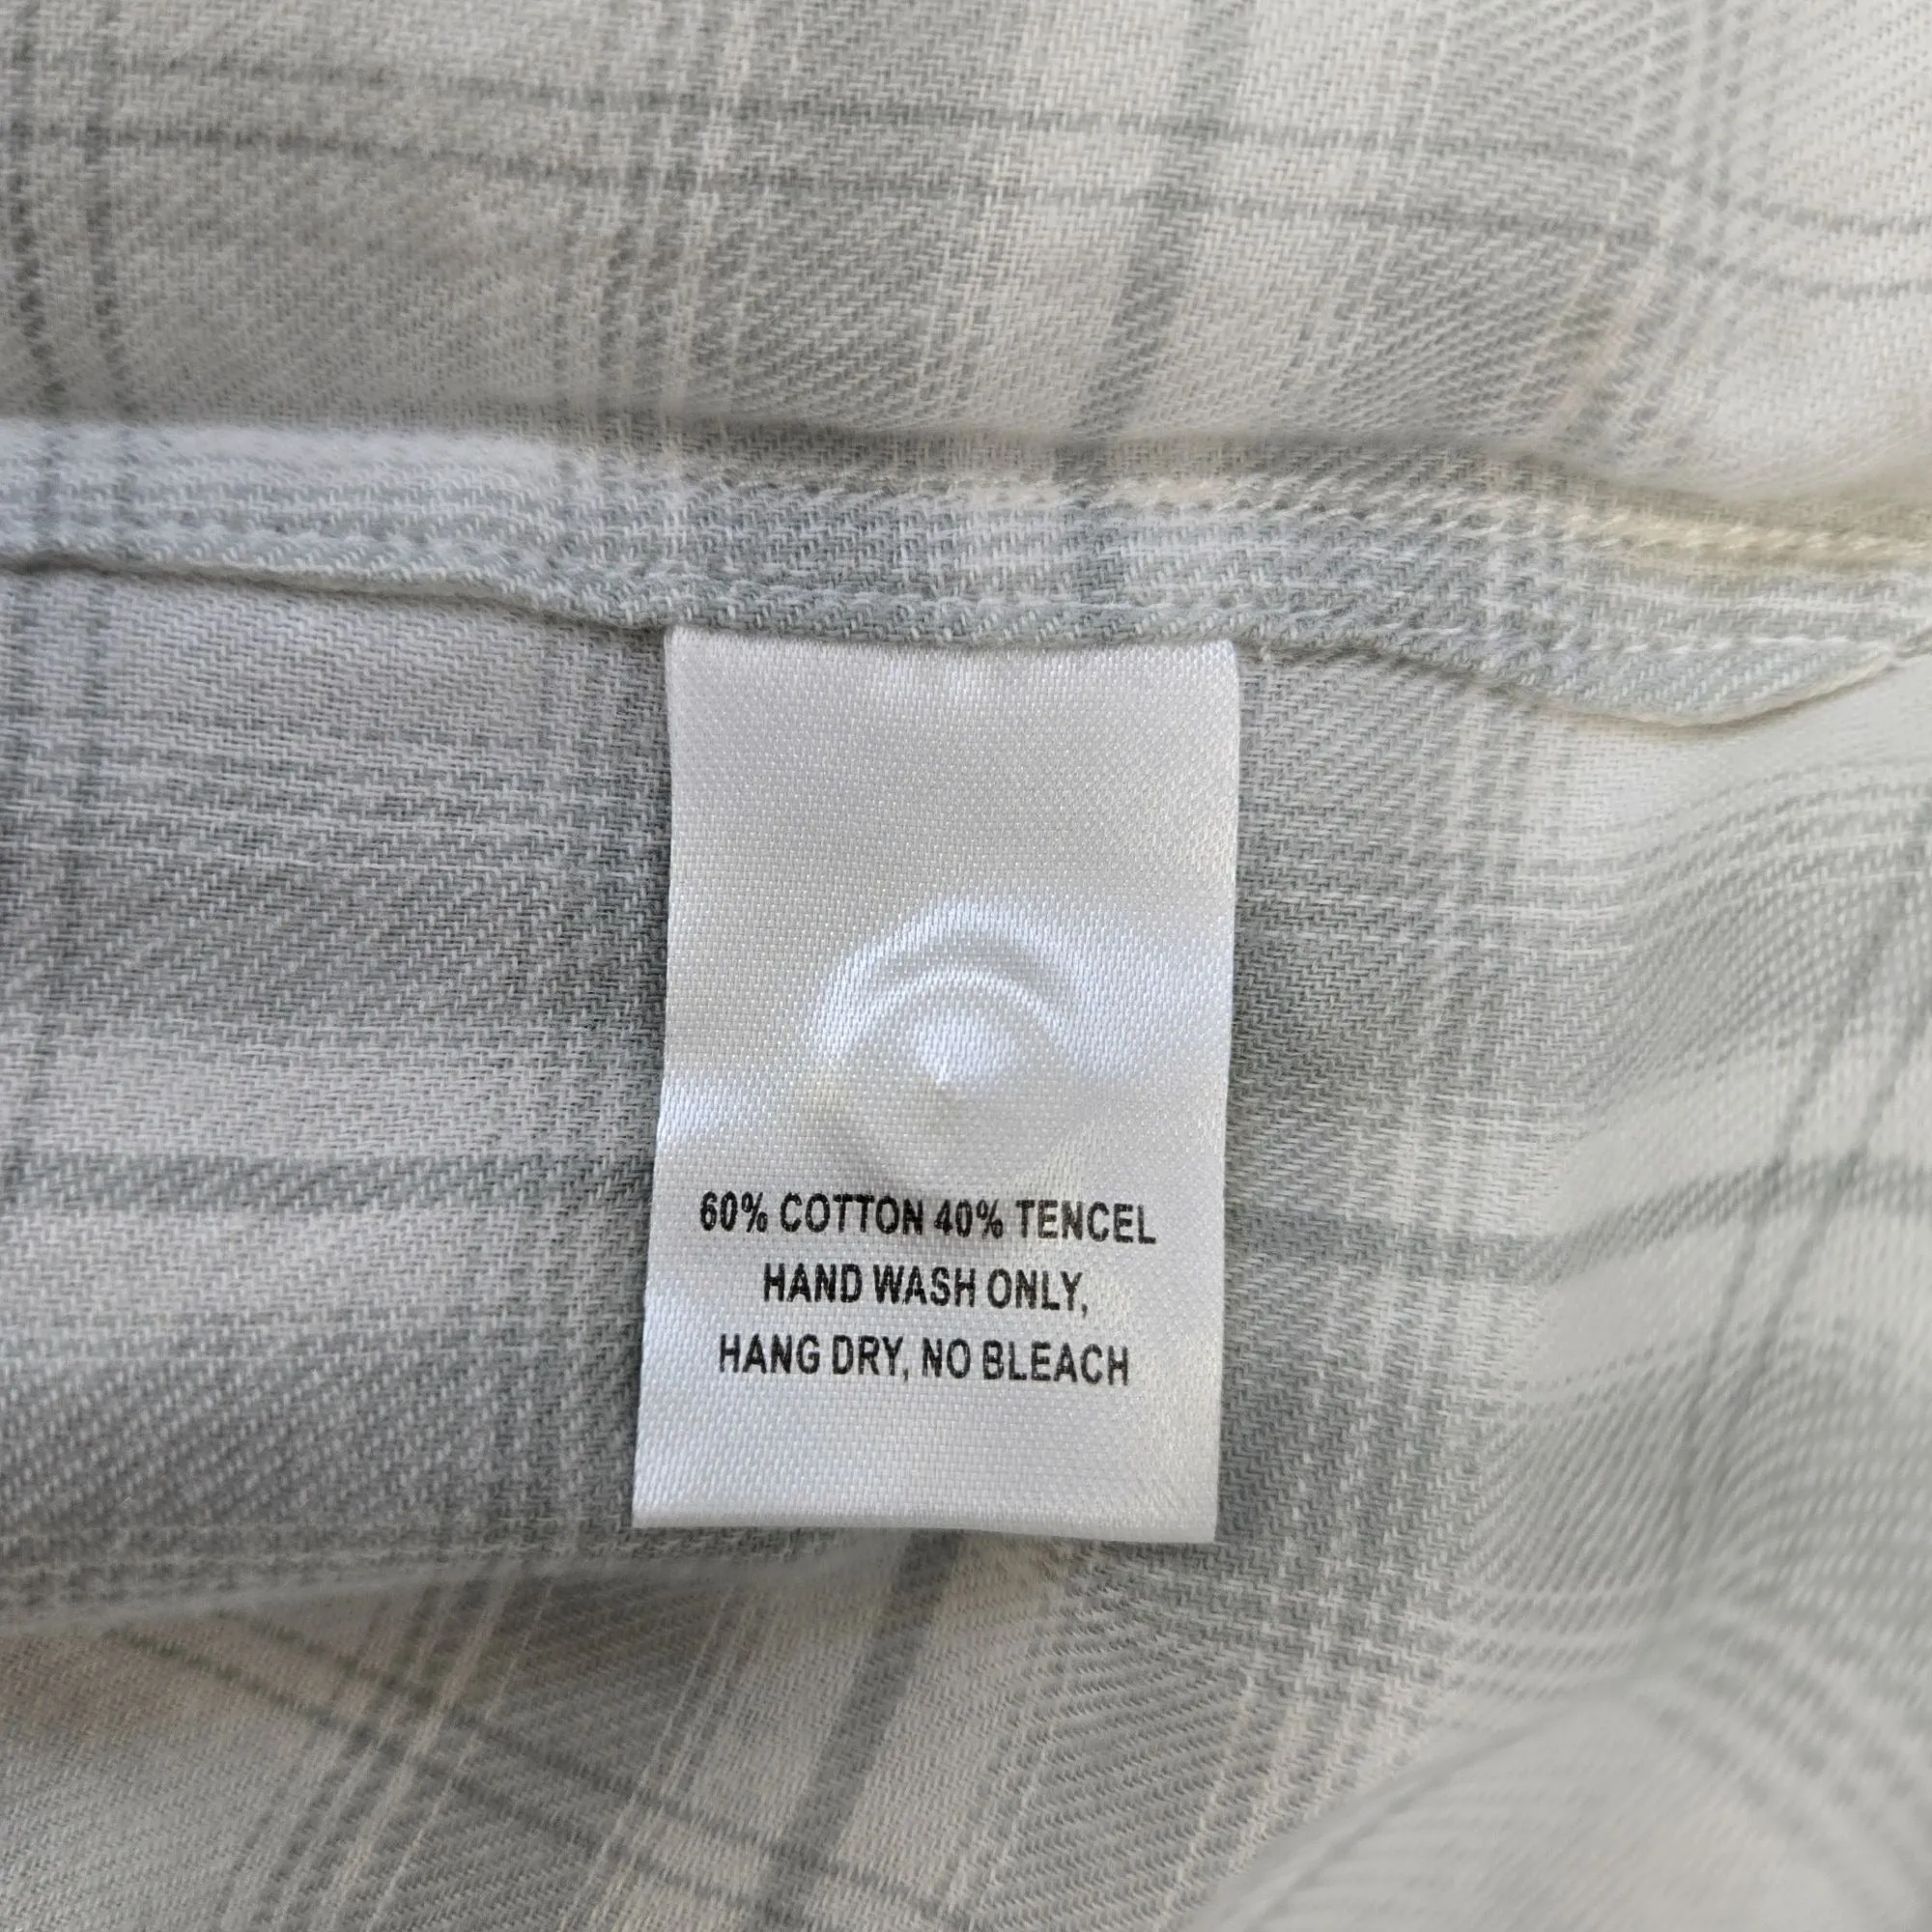 60% COTTON 40% TENCEL
HAND WASH ONLY,
HANG DRY, NO BLEACH